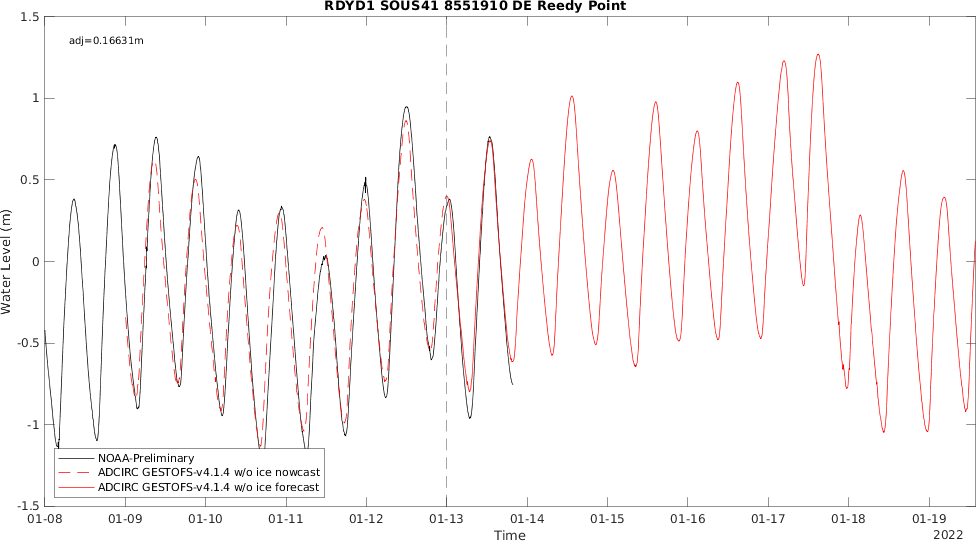 RDYD1 SOUS41 8551910 DE Reedy Point
adj=0.16631m
1.5
1
0.5
0
-0.5
-1
-1.5
Water Level (m)
NOAA-Preliminary
ADCIRC GESTOFS-v4.1.4 w/o ice nowcast
ADCIRC GESTOFS-v4.1.4 w/o ice forecast
01-08 01-09 01-10 01-11 01-12 01-13 01-14 01-15 01-16 01-17 01-18 01-19
Time
2022